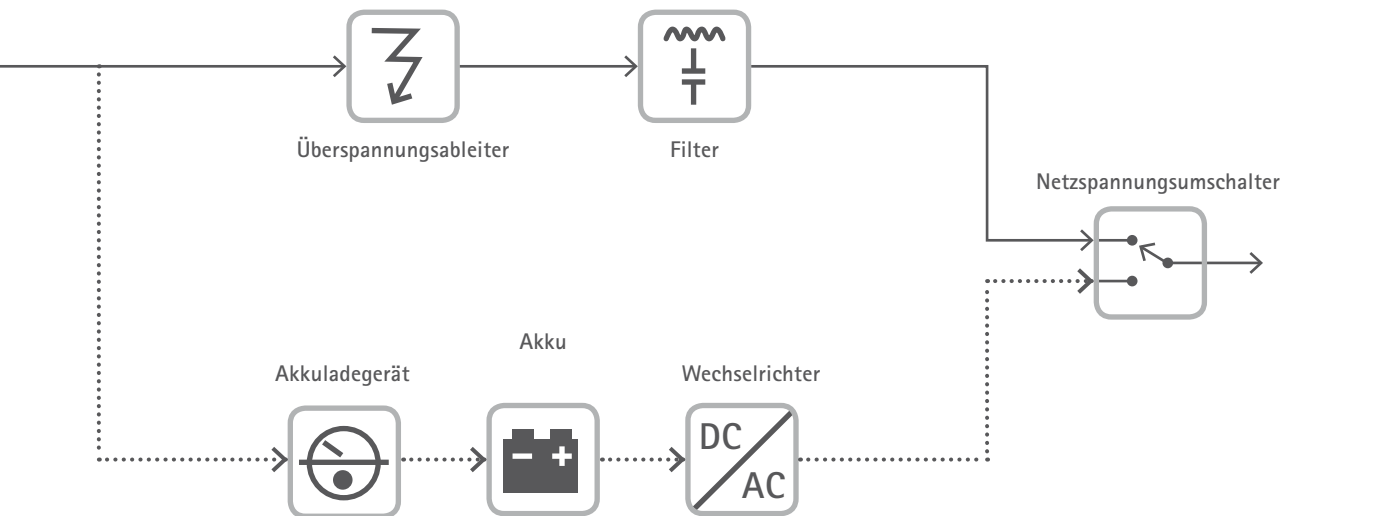 Überspannungsableiter
Filter
Netzspannungsumschalter
Akku
Akkuladegerät
Wechselrichter
DC
AC